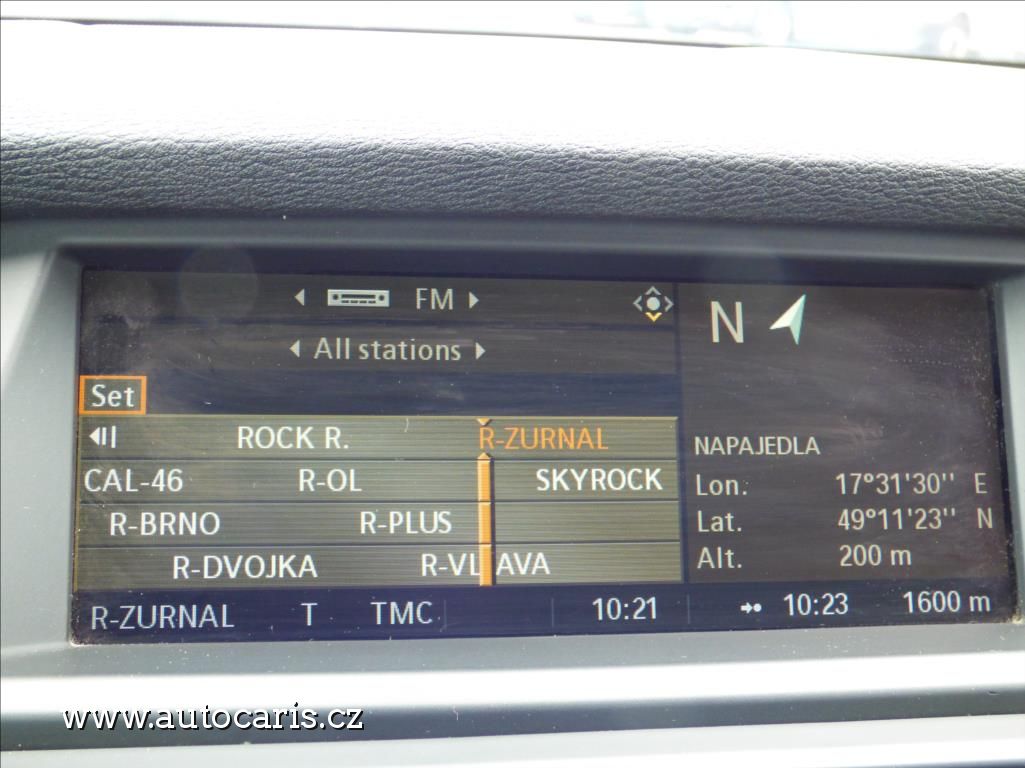 FM
All stations
Set
ROCK R. R-ZURNAL
CAL-46 R-OL SKYROCK
R-BRNO R-PLUS
R-DVOJKA R-VLTAVA
R-ZURNAL T TMC 10:21 10:23 1600 m
N
NAPAJEDLA
Lon. 17°31'30'' E
Lat. 49°11'23'' N
Alt. 200 m
www.autocaris.cz